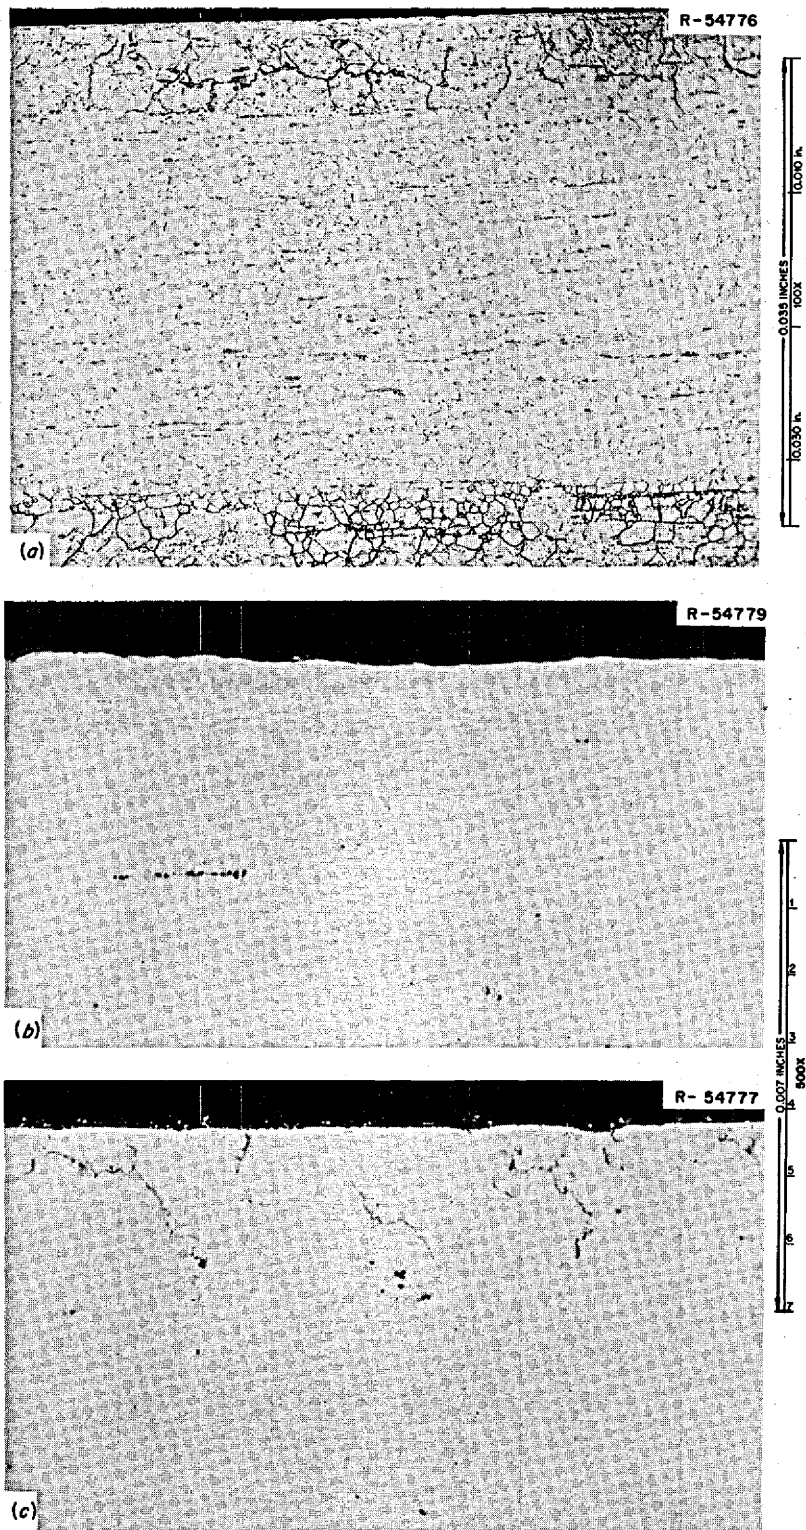 R-54776
0.010 in.
0.035 INCHES
100X
0.030 in.
(a)
R-54779
(b)
1
2
3
0.007 INCHES
500X
4
R- 54777
5
6
7
(c)